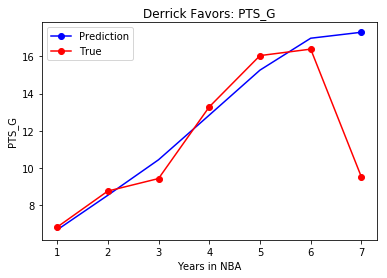 Derrick Favors: PTS_G
Prediction
True
PTS_G
16
14
12
10
8
1 2 3 4 5 6 7
Years in NBA